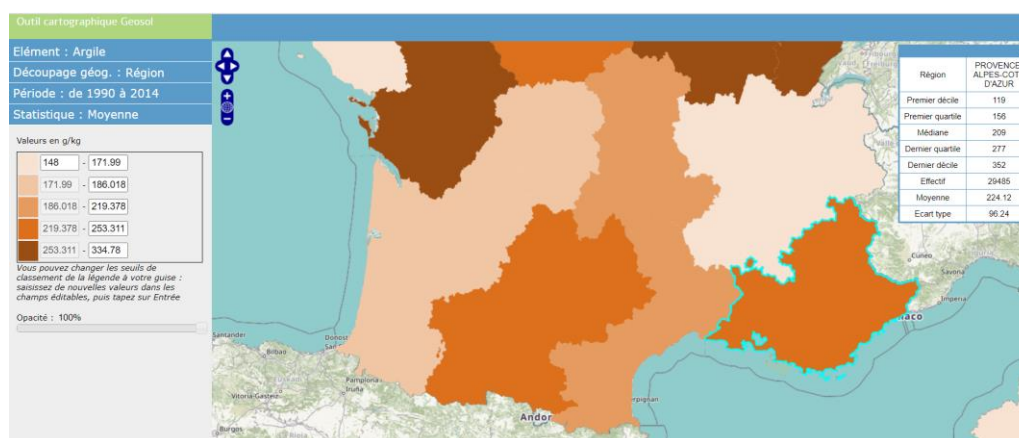 Outil cartographique Geosol
Elément : Argile
Découpage géog. : Région
Période : de 1990 à 2014
Statistique : Moyenne
Valeurs en g/kg
148 - 171.99
171.99 - 186.018
186.018 - 219.378
219.378 - 253.311
253.311 - 334.78
Vous pouvez changer les seuils de
classement de la légende à votre guise :
saisissez de nouvelles valeurs dans les
champs éditables, puis tapez sur Entrée
Opacité : 100%
Région PROVENCE
ALPES-COT
D'AZUR
Premier décile 119
Premier quartile 156
Médiane 209
Dernier quartile 277
Dernier décile 352
Effectif 29485
Moyenne 224.12
Ecart type 96.24
Cuneo
Savona
Imperia
naco
Santander
Bilbao
Donost
San
Pamplona
Iruña
Vitoria-Gasteiz
Burgos
Andor
rpignan